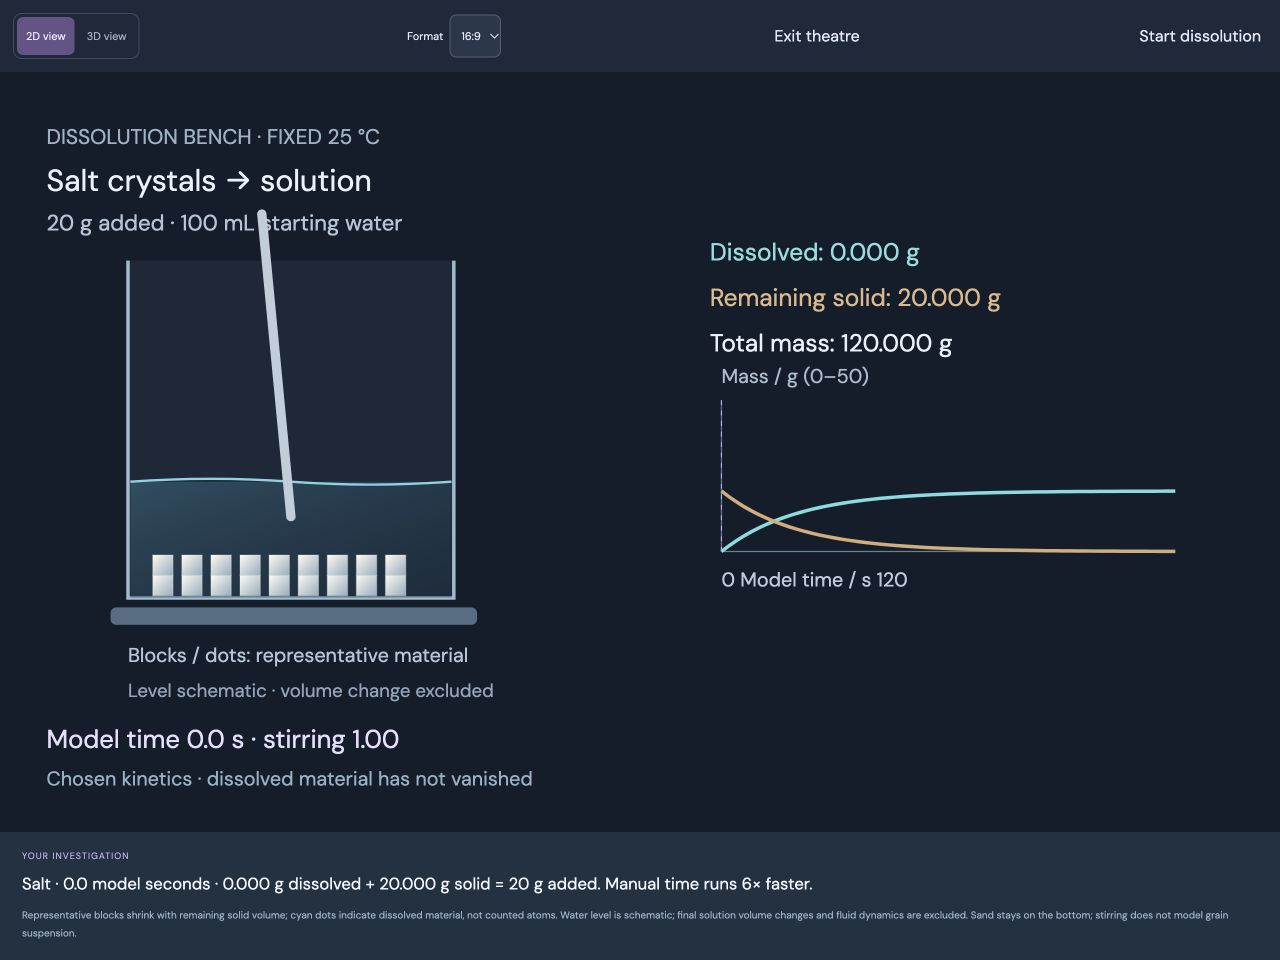 2D view
3D view
Format
16:9
Exit theatre
Start dissolution
DISSOLUTION BENCH · FIXED 25 °C
Salt crystals → solution
20 g added · 100 mL starting water
Dissolved: 0.000 g
Remaining solid: 20.000 g
Total mass: 120.000 g
Mass / g (0–50)
0 Model time / s 120
Blocks / dots: representative material
Level schematic · volume change excluded
Model time 0.0 s · stirring 1.00
Chosen kinetics · dissolved material has not vanished
YOUR INVESTIGATION
Salt · 0.0 model seconds · 0.000 g dissolved + 20.000 g solid = 20 g added. Manual time runs 6× faster.
Representative blocks shrink with remaining solid volume; cyan dots indicate dissolved material, not counted atoms. Water level is schematic; final solution volume changes and fluid dynamics are excluded. Sand stays on the bottom; stirring does not model grain
suspension.